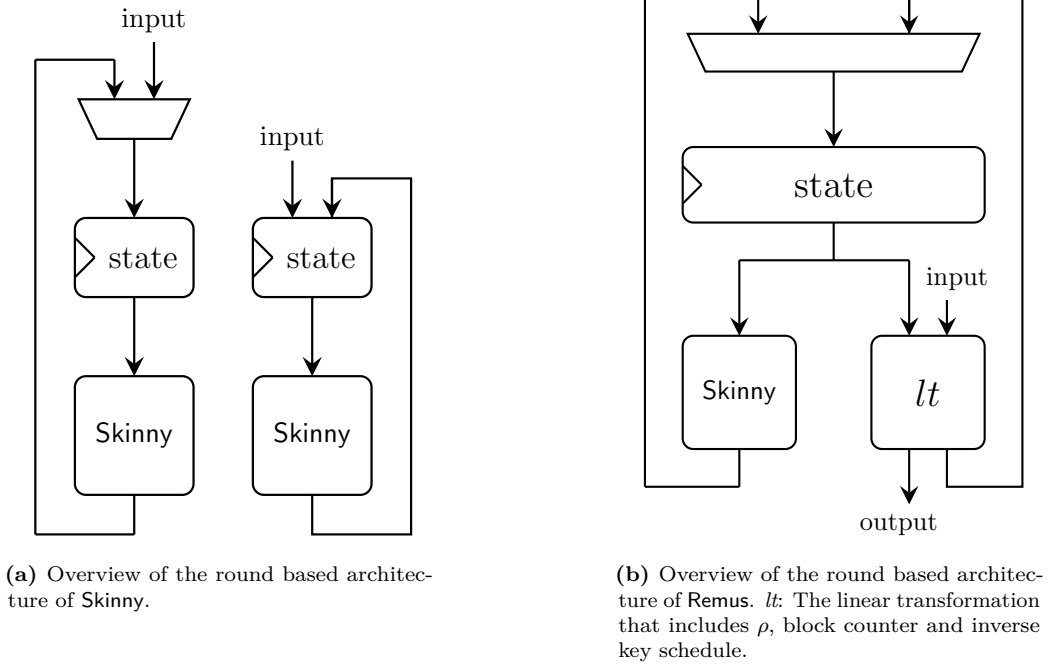 input
input
state
state
Skinny
Skinny
(a) Overview of the round based architec-
ture of Skinny.
state
input
Skinny
lt
output
(b) Overview of the round based architec-
ture of Remus. lt: The linear transformation
that includes ρ, block counter and inverse
key schedule.